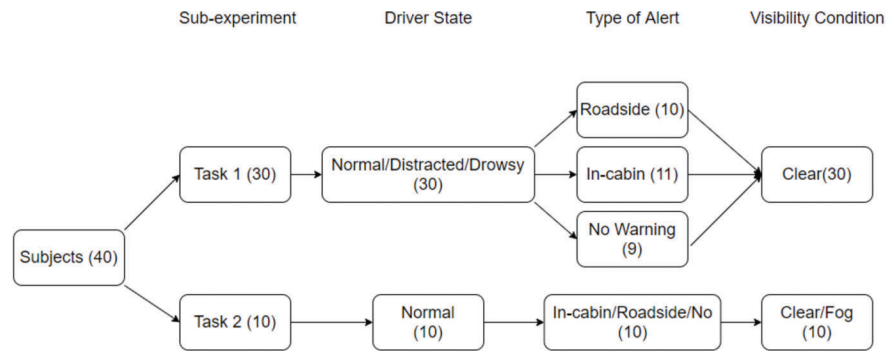 Sub-experiment
Driver State
Type of Alert
Visibility Condition
Roadside (10)
Task 1 (30)
Normal/Distracted/Drowsy
(30)
In-cabin (11)
Clear(30)
No Warning
(9)
Subjects (40)
Task 2 (10)
Normal
(10)
In-cabin/Roadside/No
(10)
Clear/Fog
(10)